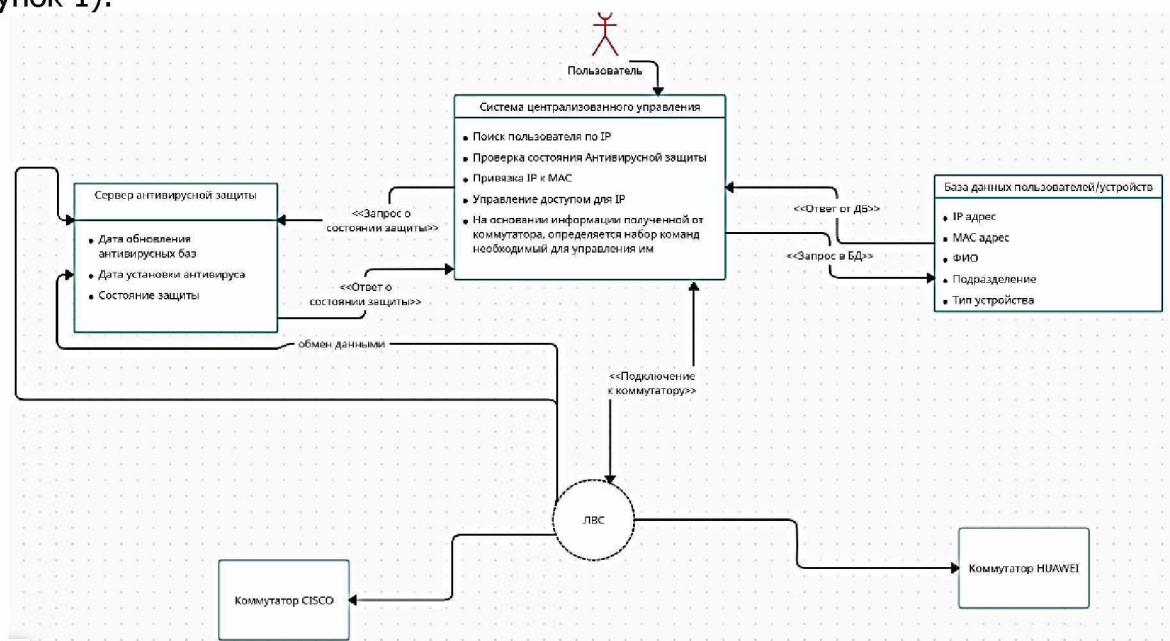 унок 1).
Пользователь
Система централизованного управления
Поиск пользователя по IP
Проверка состояния Антивирусной защиты
Привязка IP к MAC
Управление доступом для IP
На основании информации полученной от
коммутатора, определяется набор команд
необходимый для управления им
Сервер антивирусной защиты
Дата обновления
антивирусных баз
Дата установки антивируса
Состояние защиты
<<Запрос о
состоянии защиты>>
<<Ответ о
состоянии защиты>>
<<Ответ от ДБ>>
<<Запрос в БД>>
База данных пользователей/устройств
IP адрес
MAC адрес
ФИО
Подразделение
Тип устройства
обмен данными
<<Подключение
к коммутатору>>
ЛВС
Коммутатор CISCO
Коммутатор HUAWEI